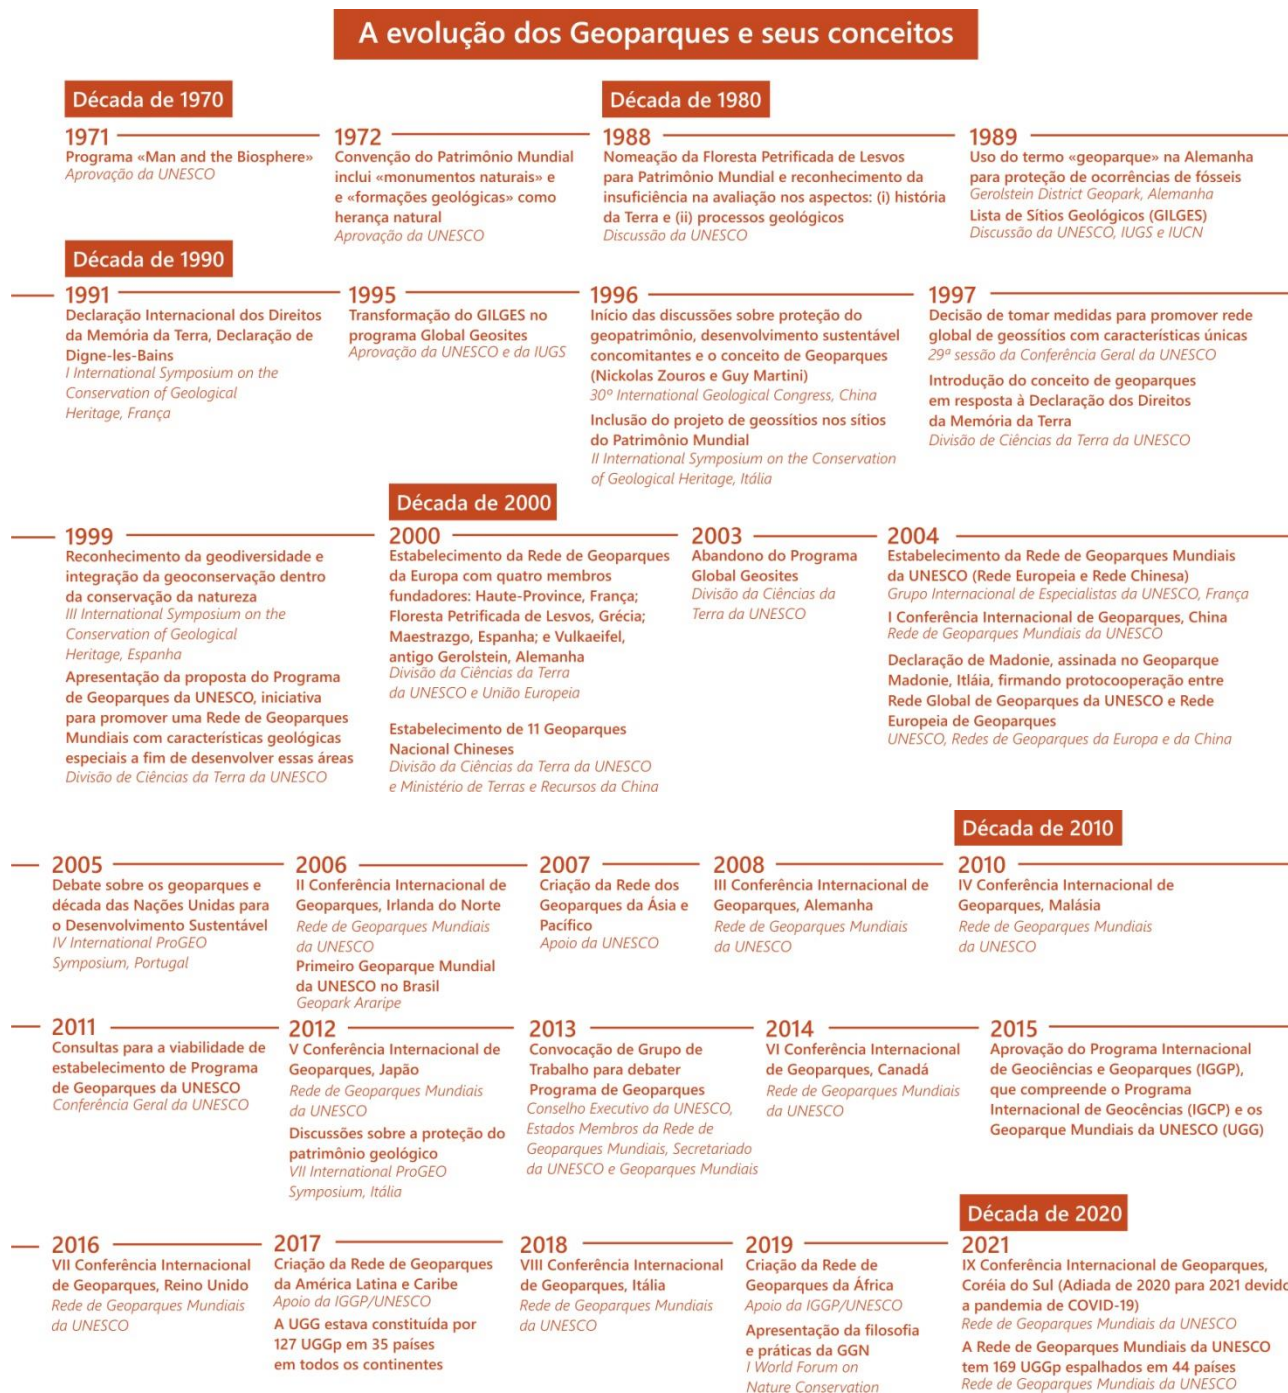 A evolução dos Geoparques e seus conceitos
Década de 1970
1971
Programa «Man and the Biosphere»
Aprovação da UNESCO
1972
Convenção do Patrimônio Mundial
inclui «monumentos naturais» e
e «formações geológicas» como
herança natural
Aprovação da UNESCO
Década de 1980
1988
Nomeação da Floresta Petrificada de Lesvos
para Patrimônio Mundial e reconhecimento da
insuficiência na avaliação nos aspectos: (i) história
da Terra e (ii) processos geológicos
Discussão da UNESCO
1989
Uso do termo «geoparque» na Alemanha
para proteção de ocorrências de fósseis
Gerolstein District Geopark, Alemanha
Lista de Sítios Geológicos (GILGES)
Discussão da UNESCO, IUGS e IUCN
Década de 1990
1991
Declaração Internacional dos Direitos
da Memória da Terra, Declaração de
Digne-les-Bains
I International Symposium on the
Conservation of Geological
Heritage, França
1995
Transformação do GILGES no
programa Global Geosites
Aprovação da UNESCO e da IUGS
1996
Início das discussões sobre proteção do
geopatrimônio, desenvolvimento sustentável
concomitantes e o conceito de Geoparques
(Nickolas Zouros e Guy Martini)
30º International Geological Congress, China
Inclusão do projeto de geossítios nos sítios
do Patrimônio Mundial
II International Symposium on the Conservation
of Geological Heritage, Itália
1997
Decisão de tomar medidas para promover rede
global de geossítios com características únicas
29ª sessão da Conferência Geral da UNESCO
Introdução do conceito de geoparques
em resposta à Declaração dos Direitos
da Memória da Terra
Divisão de Ciências da Terra da UNESCO
1999
Reconhecimento da geodiversidade e
integração da geoconservação dentro
da conservação da natureza
III International Symposium on the
Conservation of Geological
Heritage, Espanha
Apresentação da proposta do Programa
de Geoparques da UNESCO, iniciativa
para promover uma Rede de Geoparques
Mundiais com características geológicas
especiais a fim de desenvolver essas áreas
Divisão de Ciências da Terra da UNESCO
Década de 2000
2000
Estabelecimento da Rede de Geoparques
da Europa com quatro membros
fundadores: Haute-Province, França;
Floresta Petrificada de Lesvos, Grécia;
Maestrazgo, Espanha; e Vulkaeifel,
antigo Gerolstein, Alemanha
Divisão da Ciências da Terra
da UNESCO e União Europeia
Estabelecimento de 11 Geoparques
Nacional Chineses
Divisão da Ciências da Terra da UNESCO
e Ministério de Terras e Recursos da China
2003
Abandono do Programa
Global Geosites
Divisão da Ciências da
Terra da UNESCO
2004
Estabelecimento da Rede de Geoparques Mundiais
da UNESCO (Rede Europeia e Rede Chinesa)
Grupo Internacional de Especialistas da UNESCO, França
I Conferência Internacional de Geoparques, China
Rede de Geoparques Mundiais da UNESCO
Declaração de Madonie, assinada no Geoparque
Madonie, Itláia, firmando protocooperação entre
Rede Global de Geoparques da UNESCO e Rede
Europeia de Geoparques
UNESCO, Redes de Geoparques da Europa e da China
2005
Debate sobre os geoparques e
década das Nações Unidas para
o Desenvolvimento Sustentável
IV International ProGEO
Symposium, Portugal
2006
II Conferência Internacional de
Geoparques, Irlanda do Norte
Rede de Geoparques Mundiais
da UNESCO
Primeiro Geoparque Mundial
da UNESCO no Brasil
Geopark Araripe
2007
Criação da Rede dos
Geoparques da Ásia e
Pacífico
Apoio da UNESCO
2008
III Conferência Internacional de
Geoparques, Alemanha
Rede de Geoparques Mundiais
da UNESCO
Década de 2010
2010
IV Conferência Internacional de
Geoparques, Malásia
Rede de Geoparques Mundiais
da UNESCO
2011
Consultas para a viabilidade de
estabelecimento de Programa
de Geoparques da UNESCO
Conferência Geral da UNESCO
2012
V Conferência Internacional de
Geoparques, Japão
Rede de Geoparques Mundiais
da UNESCO
Discussões sobre a proteção do
patrimônio geológico
VII International ProGEO
Symposium, Itália
2013
Convocação de Grupo de
Trabalho para debater
Programa de Geoparques
Conselho Executivo da UNESCO,
Estados Membros da Rede de
Geoparques Mundiais, Secretariado
da UNESCO e Geoparques Mundiais
2014
VI Conferência Internacional
de Geoparques, Canadá
Rede de Geoparques Mundiais
da UNESCO
2015
Aprovação do Programa Internacional
de Geociências e Geoparques (IGGP),
que compreende o Programa
Internacional de Geocências (IGCP) e os
Geoparque Mundiais da UNESCO (UGG)
2016
VII Conferência Internacional
de Geoparques, Reino Unido
Rede de Geoparques Mundiais
da UNESCO
2017
Criação da Rede de Geoparques
da América Latina e Caribe
Apoio da IGGP/UNESCO
A UGG estava constituída por
127 UGGp em 35 países
em todos os continentes
2018
VIII Conferência Internacional
de Geoparques, Itália
Rede de Geoparques Mundiais
da UNESCO
2019
Criação da Rede de
Geoparques da África
Apoio da IGGP/UNESCO
Apresentação da filosofia
e práticas da GGN
I World Forum on
Nature Conservation
Década de 2020
2021
IX Conferência Internacional de Geoparques,
Coréia do Sul (Adiada de 2020 para 2021 devido
a pandemia de COVID-19)
Rede de Geoparques Mundiais da UNESCO
A Rede de Geoparques Mundiais da UNESCO
tem 169 UGGp espalhados em 44 países
Rede de Geoparques Mundiais da UNESCO